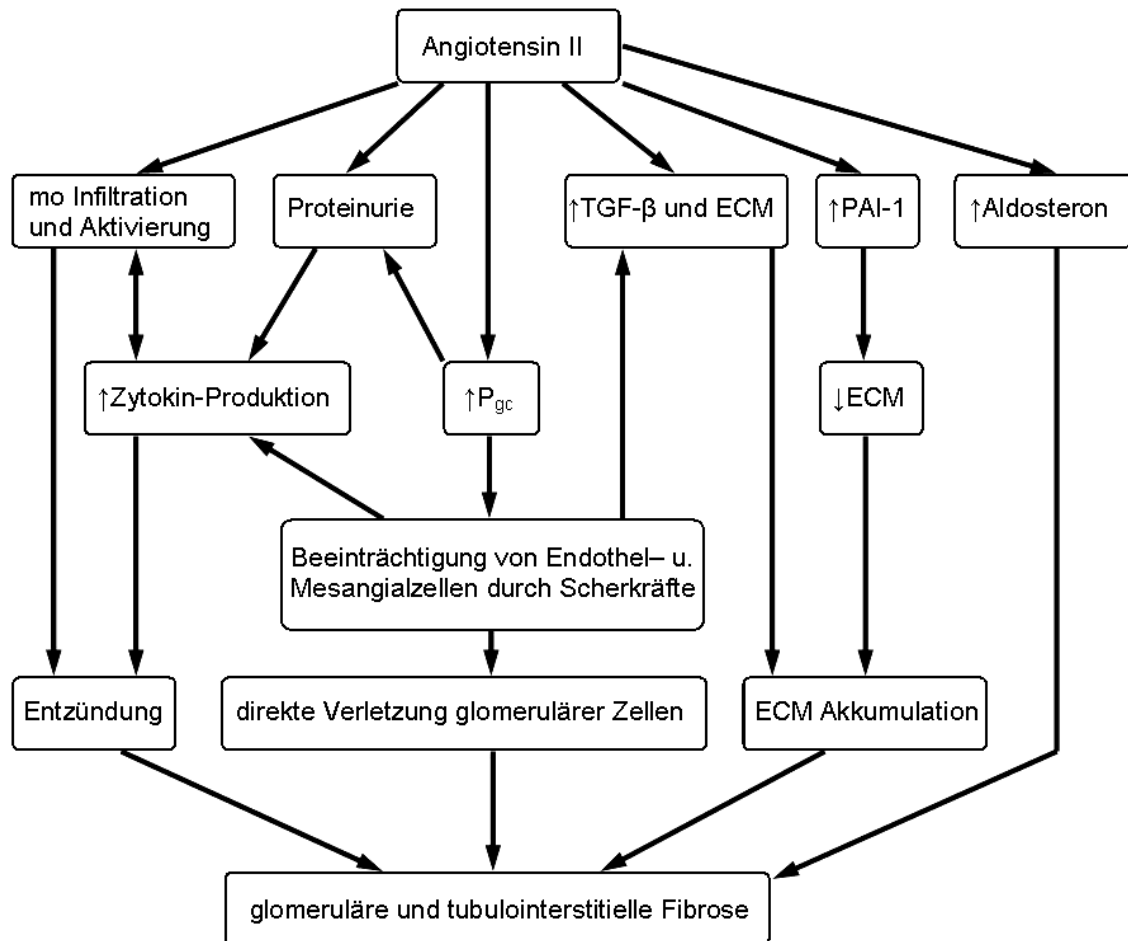 Angiotensin II
mo Infiltration
und Aktivierung
Proteinurie
↑TGF-β und ECM
↑PAI-1
↑Aldosteron
↑Zytokin-Produktion
↑Pgc
↓ECM
Beeinträchtigung von Endothel– u.
Mesangialzellen durch Scherkräfte
Entzündung
direkte Verletzung glomerulärer Zellen
ECM Akkumulation
glomeruläre und tubulointerstitielle Fibrose